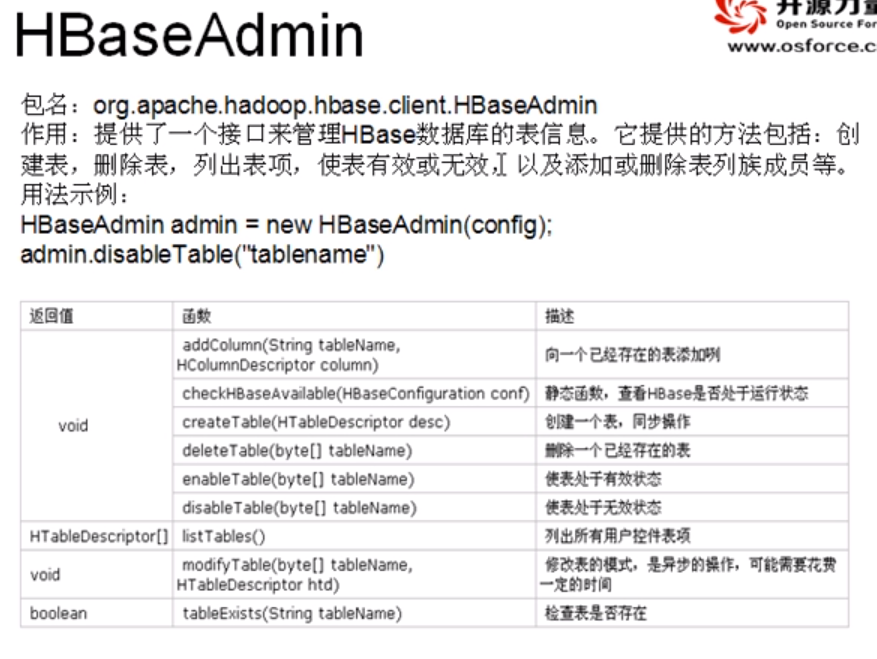 HBaseAdmin
开源力量
Open Source For
www.osforce.c
包名：org.apache.hadoop.hbase.client.HBaseAdmin
作用：提供了一个接口来管理HBase数据库的表信息。它提供的方法包括：创
建表，删除表，列出表项，使表有效或无效，以及添加或删除表列族成员等。
用法示例：
HBaseAdmin admin = new HBaseAdmin(config);
admin.disableTable("tablename")
返回值 函数 描述
void
addColumn(String tableName,
HColumnDescriptor column)
向一个已经存在的表添加咧
checkHBaseAvailable(HBaseConfiguration conf) 静态函数，查看HBase是否处于运行状态
createTable(HTableDescriptor desc) 创建一个表，同步操作
deleteTable(byte[] tableName) 删除一个已经存在的表
enableTable(byte[] tableName) 使表处于有效状态
disableTable(byte[] tableName) 使表处于无效状态
HTableDescriptor[] listTables() 列出所有用户控件表项
void
modifyTable(byte[] tableName,
HTableDescriptor htd)
修改表的模式，是异步的操作，可能需要花费
一定的时间
boolean tableExists(String tableName) 检查表是否存在